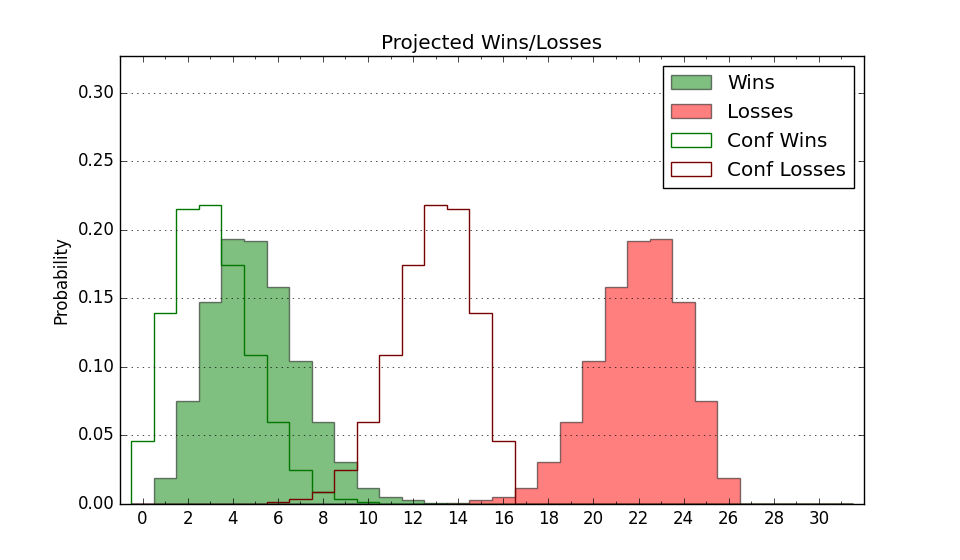 Projected Wins/Losses
Wins
Losses
Conf Wins
Conf Losses
Probability
0.30
0.25
0.20
0.15
0.10
0.05
0.00
0 2 4 6 8 10 12 14 16 18 20 22 24 26 28 30